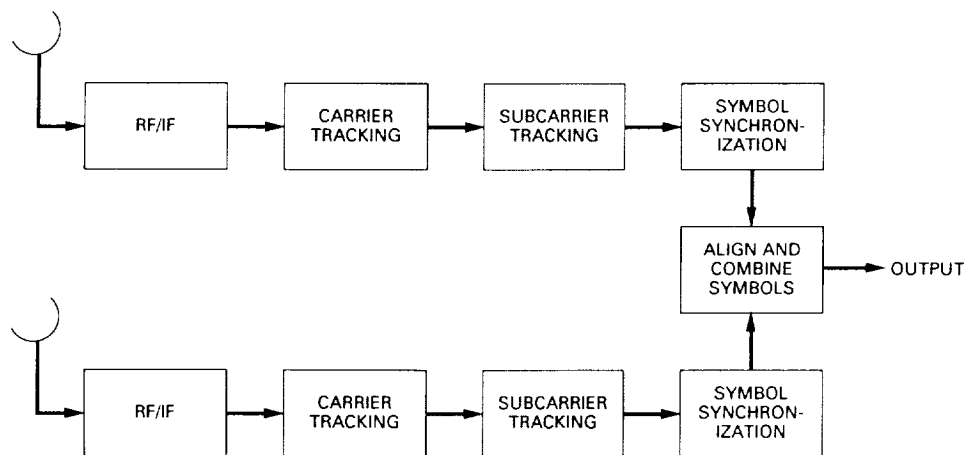 RF/IF
CARRIER
TRACKING
SUBCARRIER
TRACKING
SYMBOL
SYNCHRON-
IZATION
ALIGN AND
COMBINE
SYMBOLS
OUTPUT
RF/IF
CARRIER
TRACKING
SUBCARRIER
TRACKING
SYMBOL
SYNCHRON-
IZATION